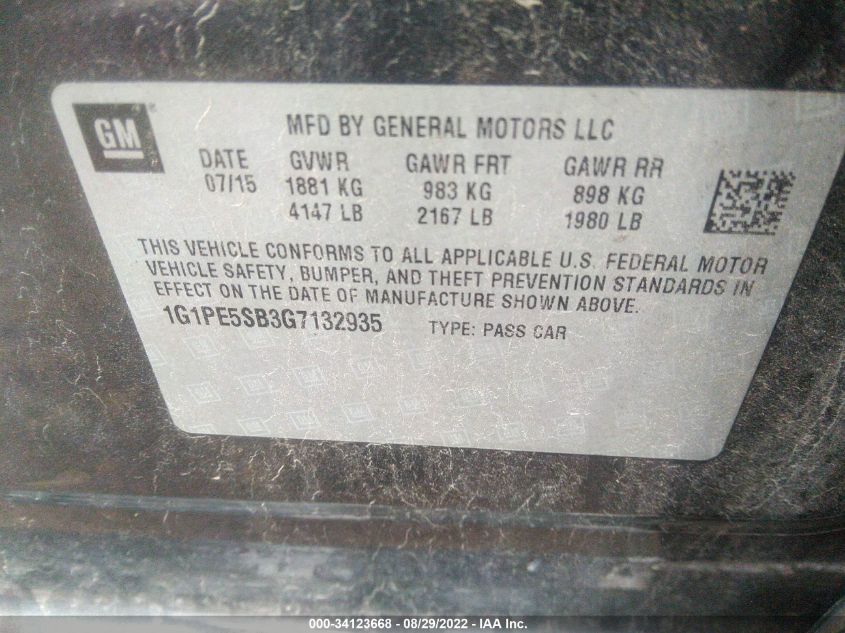 GM
MFD BY GENERAL MOTORS LLC
DATE GVWR GAWR FRT GAWR RR
07/15 1881 KG 983 KG 898 KG
4147 LB 2167 LB 1980 LB
THIS VEHICLE CONFORMS TO ALL APPLICABLE U.S. FEDERAL MOTOR
VEHICLE SAFETY, BUMPER, AND THEFT PREVENTION STANDARDS IN
EFFECT ON THE DATE OF MANUFACTURE SHOWN ABOVE.
1G1PE5SB3G7132935 TYPE: PASS CAR
000-34123668 - 08/29/2022 - IAA Inc.